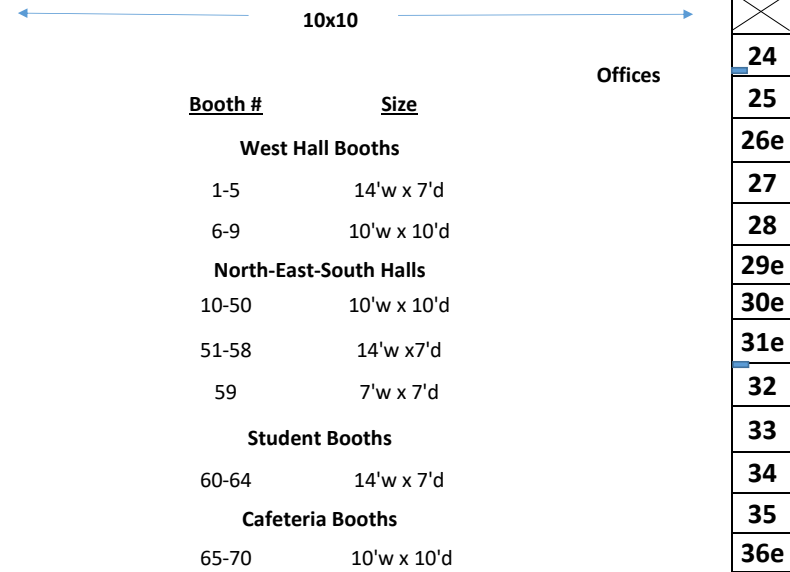 10x10
Offices
Booth # Size
West Hall Booths
1-5 14'w x 7'd
6-9 10'w x 10'd
North-East-South Halls
10-50 10'w x 10'd
51-58 14'w x7'd
59 7'w x 7'd
Student Booths
60-64 14'w x 7'd
Cafeteria Booths
65-70 10'w x 10'd
24
25
26e
27
28
29e
30e
31e
32
33
34
35
36e